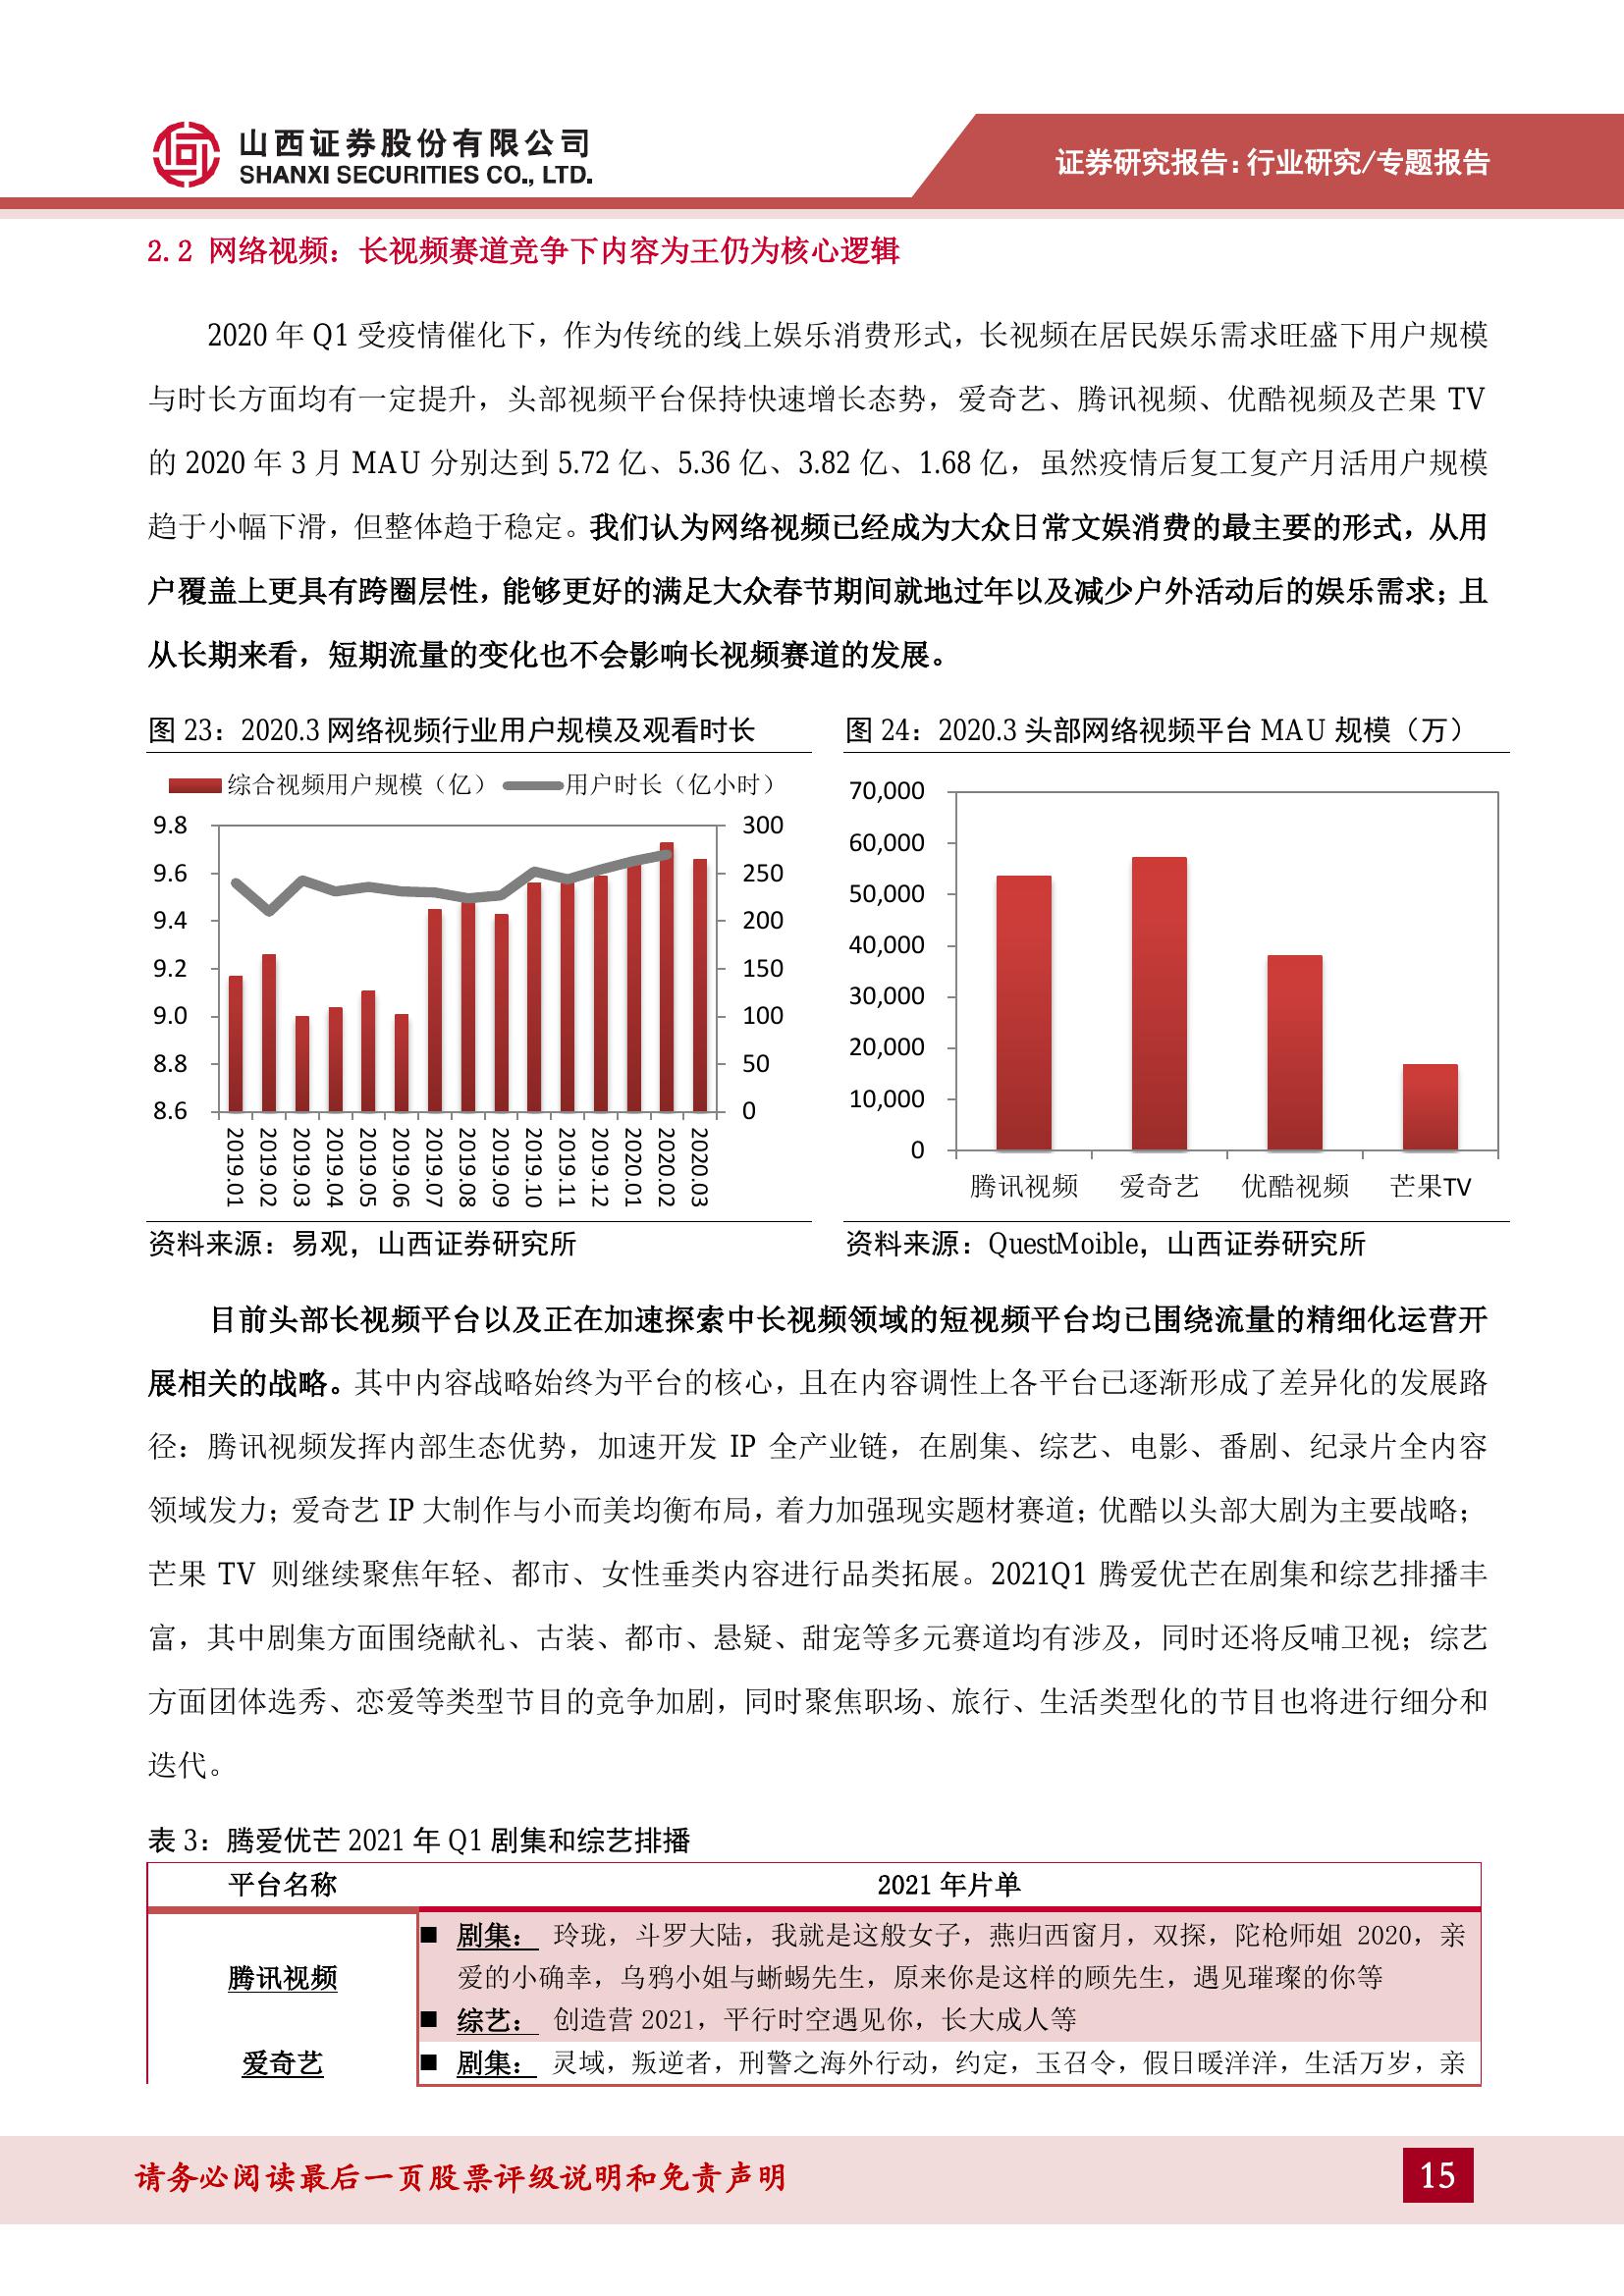 山西证券股份有限公司
SHANXI SECURITIES CO., LTD.
证券研究报告：行业研究/专题报告
2.2 网络视频：长视频赛道竞争下内容为王仍为核心逻辑
2020 年 Q1 受疫情催化下，作为传统的线上娱乐消费形式，长视频在居民娱乐需求旺盛下用户规模
与时长方面均有一定提升，头部视频平台保持快速增长态势，爱奇艺、腾讯视频、优酷视频及芒果 TV
的 2020 年 3 月 MAU 分别达到 5.72 亿、5.36 亿、3.82 亿、1.68 亿，虽然疫情后复工复产月活用户规模
趋于小幅下滑，但整体趋于稳定。我们认为网络视频已经成为大众日常文娱消费的最主要的形式，从用
户覆盖上更具有跨圈层性，能够更好的满足大众春节期间就地过年以及减少户外活动后的娱乐需求；且
从长期来看，短期流量的变化也不会影响长视频赛道的发展。
图 23：2020.3 网络视频行业用户规模及观看时长
综合视频用户规模（亿） 用户时长（亿小时）
9.8
9.6
9.4
9.2
9.0
8.8
8.6
300
250
200
150
100
50
0
2019.01
2019.02
2019.03
2019.04
2019.05
2019.06
2019.07
2019.08
2019.09
2019.10
2019.11
2019.12
2020.01
2020.02
2020.03
资料来源：易观，山西证券研究所
图 24：2020.3 头部网络视频平台 MAU 规模（万）
70,000
60,000
50,000
40,000
30,000
20,000
10,000
0
腾讯视频 爱奇艺 优酷视频 芒果TV
资料来源：QuestMoible，山西证券研究所
目前头部长视频平台以及正在加速探索中长视频领域的短视频平台均已围绕流量的精细化运营开
展相关的战略。其中内容战略始终为平台的核心，且在内容调性上各平台已逐渐形成了差异化的发展路
径：腾讯视频发挥内部生态优势，加速开发 IP 全产业链，在剧集、综艺、电影、番剧、纪录片全内容
领域发力；爱奇艺 IP 大制作与小而美均衡布局，着力加强现实题材赛道；优酷以头部大剧为主要战略；
芒果 TV 则继续聚焦年轻、都市、女性垂类内容进行品类拓展。2021Q1 腾爱优芒在剧集和综艺排播丰
富，其中剧集方面围绕献礼、古装、都市、悬疑、甜宠等多元赛道均有涉及，同时还将反哺卫视；综艺
方面团体选秀、恋爱等类型节目的竞争加剧，同时聚焦职场、旅行、生活类型化的节目也将进行细分和
迭代。
表 3：腾爱优芒 2021 年 Q1 剧集和综艺排播
平台名称 2021 年片单
腾讯视频
■ 剧集： 玲珑，斗罗大陆，我就是这般女子，燕归西窗月，双探，陀枪师姐 2020，亲
爱的小确幸，乌鸦小姐与蜥蜴先生，原来你是这样的顾先生，遇见璀璨的你等
■ 综艺： 创造营 2021，平行时空遇见你，长大成人等
爱奇艺
■ 剧集： 灵域，叛逆者，刑警之海外行动，约定，玉召令，假日暖洋洋，生活万岁，亲
请务必阅读最后一页股票评级说明和免责声明
15